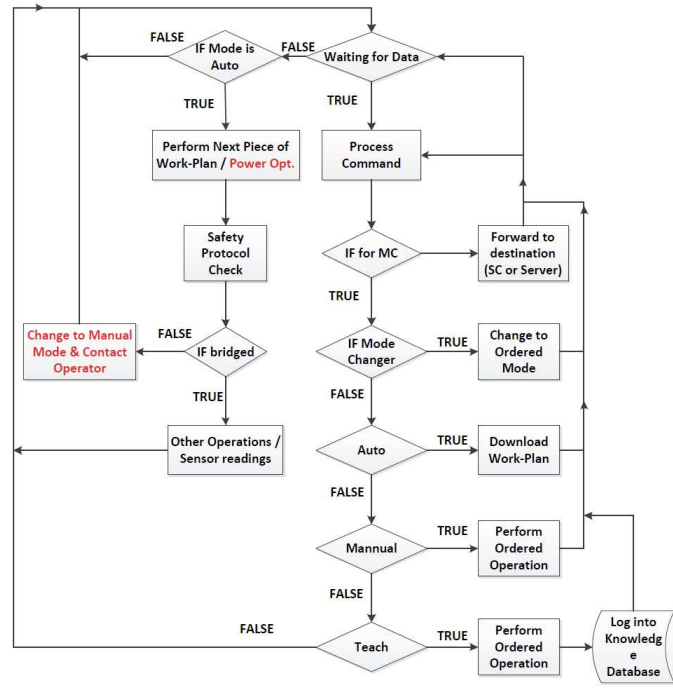 FALSE
IF Mode is
Auto
FALSE
Waiting for Data
TRUE
TRUE
Perform Next Piece of
Work-Plan / Power Opt.
Process
Command
Safety
Protocol
Check
IF for MC
Forward to
destination
(SC or Server)
TRUE
Change to Manual
Mode & Contact
Operator
FALSE
IF bridged
IF Mode
Changer
TRUE
Change to
Ordered
Mode
TRUE
FALSE
Other Operations /
Sensor readings
Auto
TRUE
Download
Work-Plan
FALSE
Mannual
TRUE
Perform
Ordered
Operation
FALSE
FALSE
Teach
TRUE
Perform
Ordered
Operation
Log into
Knowledg
e
Database